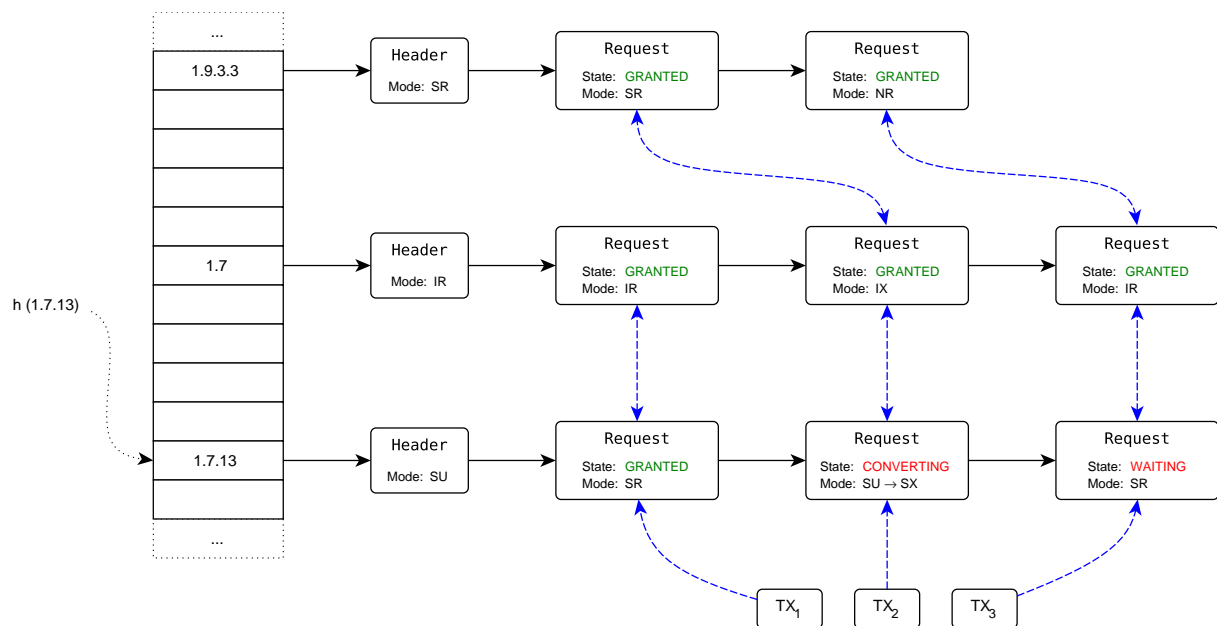 ...
1.9.3.3
Header
Mode: SR
Request
State: GRANTED
Mode: SR
Request
State: GRANTED
Mode: NR
1.7
Header
Mode: IR
Request
State: GRANTED
Mode: IR
Request
State: GRANTED
Mode: IX
Request
State: GRANTED
Mode: IR
h (1.7.13)
1.7.13
Header
Mode: SU
Request
State: GRANTED
Mode: SR
Request
State: CONVERTING
Mode: SU → SX
Request
State: WAITING
Mode: SR
...
TX1
TX2
TX3